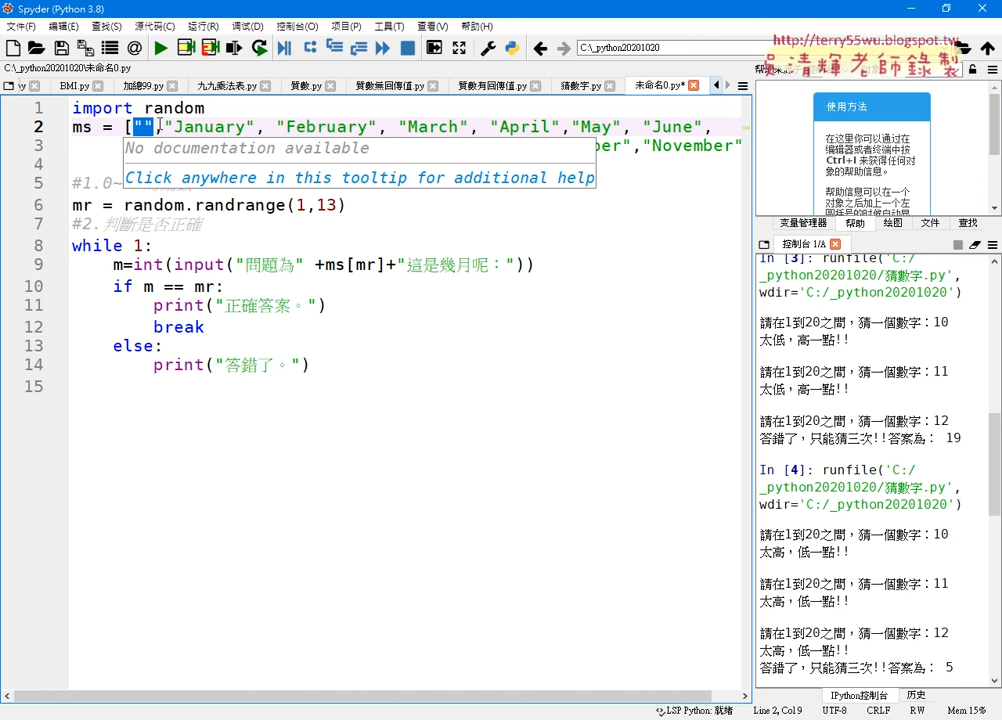 Spyder (Python 3.8)
文件(F) 编辑(E) 查找(S) 源代码(C) 运行(R) 调试(D) 控制台(O) 项目(P) 工具(T) 查看(V) 帮助(H)
C:\_python20201020
http://terry55wu.blogspot.tw
吳清輝老師錄製
C:\_python20201020\未命名0.py
BMI.py 加總99.py 九九乘法表.py 質數.py 質數無回傳值.py 質數有回傳值.py 猜數字.py 未命名0.py*
1 import random
2 ms = ["","January", "February", "March", "April","May", "June",
3 ber","November"
No documentation available
4
Click anywhere in this tooltip for additional help
5 #1.0~
6 mr = random.randrange(1,13)
7 #2.判斷是否正確
8 while 1:
9 m=int(input("問題為" +ms[mr]+"這是幾月呢："))
10 if m == mr:
11 print("正確答案。")
12 break
13 else:
14 print("答錯了。")
15
使用方法
在这里你可以通过在
编辑器或者终端中按
Ctrl+I 来获得任何对
象的帮助信息。
帮助信息可以在一个
对象之后加上一个左
圆括号的时候自动显
变量管理器 帮助 绘图 文件 查找
控制台 1/A
In [3]: runfile('C:/
_python20201020/猜數字.py',
wdir='C:/_python20201020')
請在1到20之間，猜一個數字：10
太低，高一點!!
請在1到20之間，猜一個數字：11
太低，高一點!!
請在1到20之間，猜一個數字：12
答錯了，只能猜三次!!答案為： 19
In [4]: runfile('C:/
_python20201020/猜數字.py',
wdir='C:/_python20201020')
請在1到20之間，猜一個數字：10
太高，低一點!!
請在1到20之間，猜一個數字：11
太高，低一點!!
請在1到20之間，猜一個數字：12
太高，低一點!!
答錯了，只能猜三次!!答案為： 5
IPython控制台 历史
LSP Python: 就绪 Line 2, Col9 UTF-8 CRLF RW Mem 15%